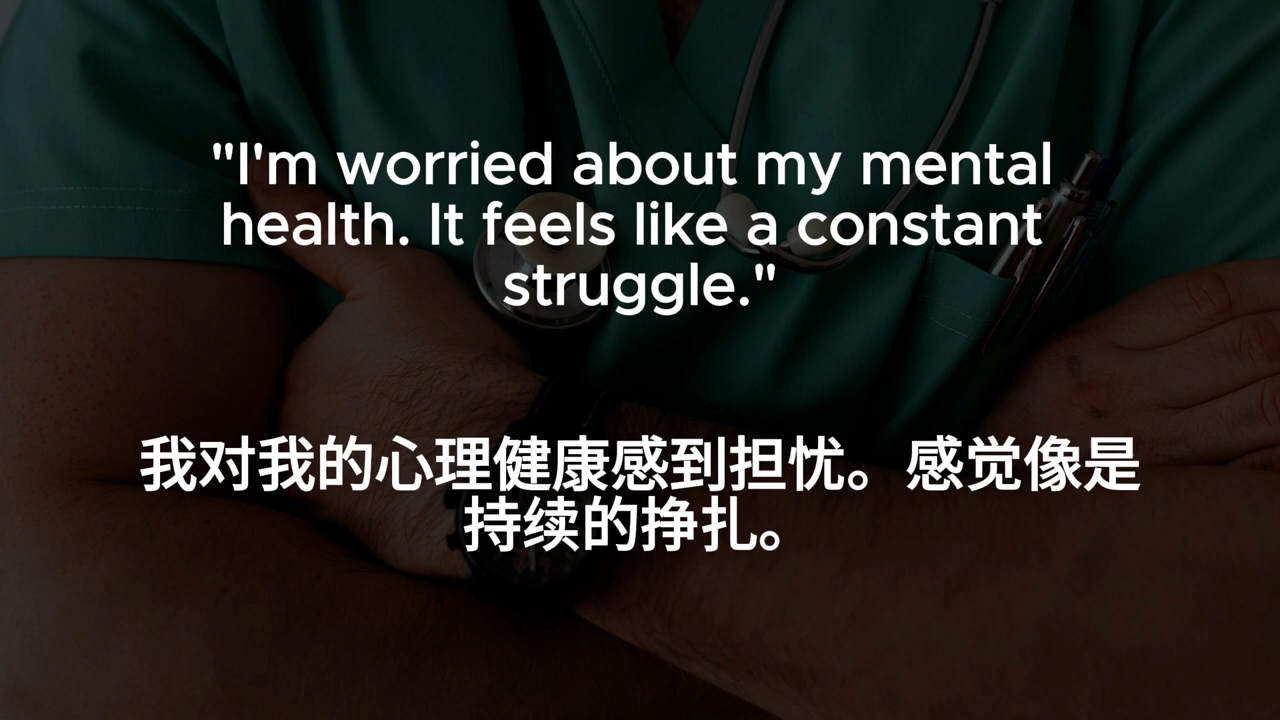 "I'm worried about my mental
health. It feels like a constant
struggle."
我对我的心理健康感到担忧。感觉像是
持续的挣扎。